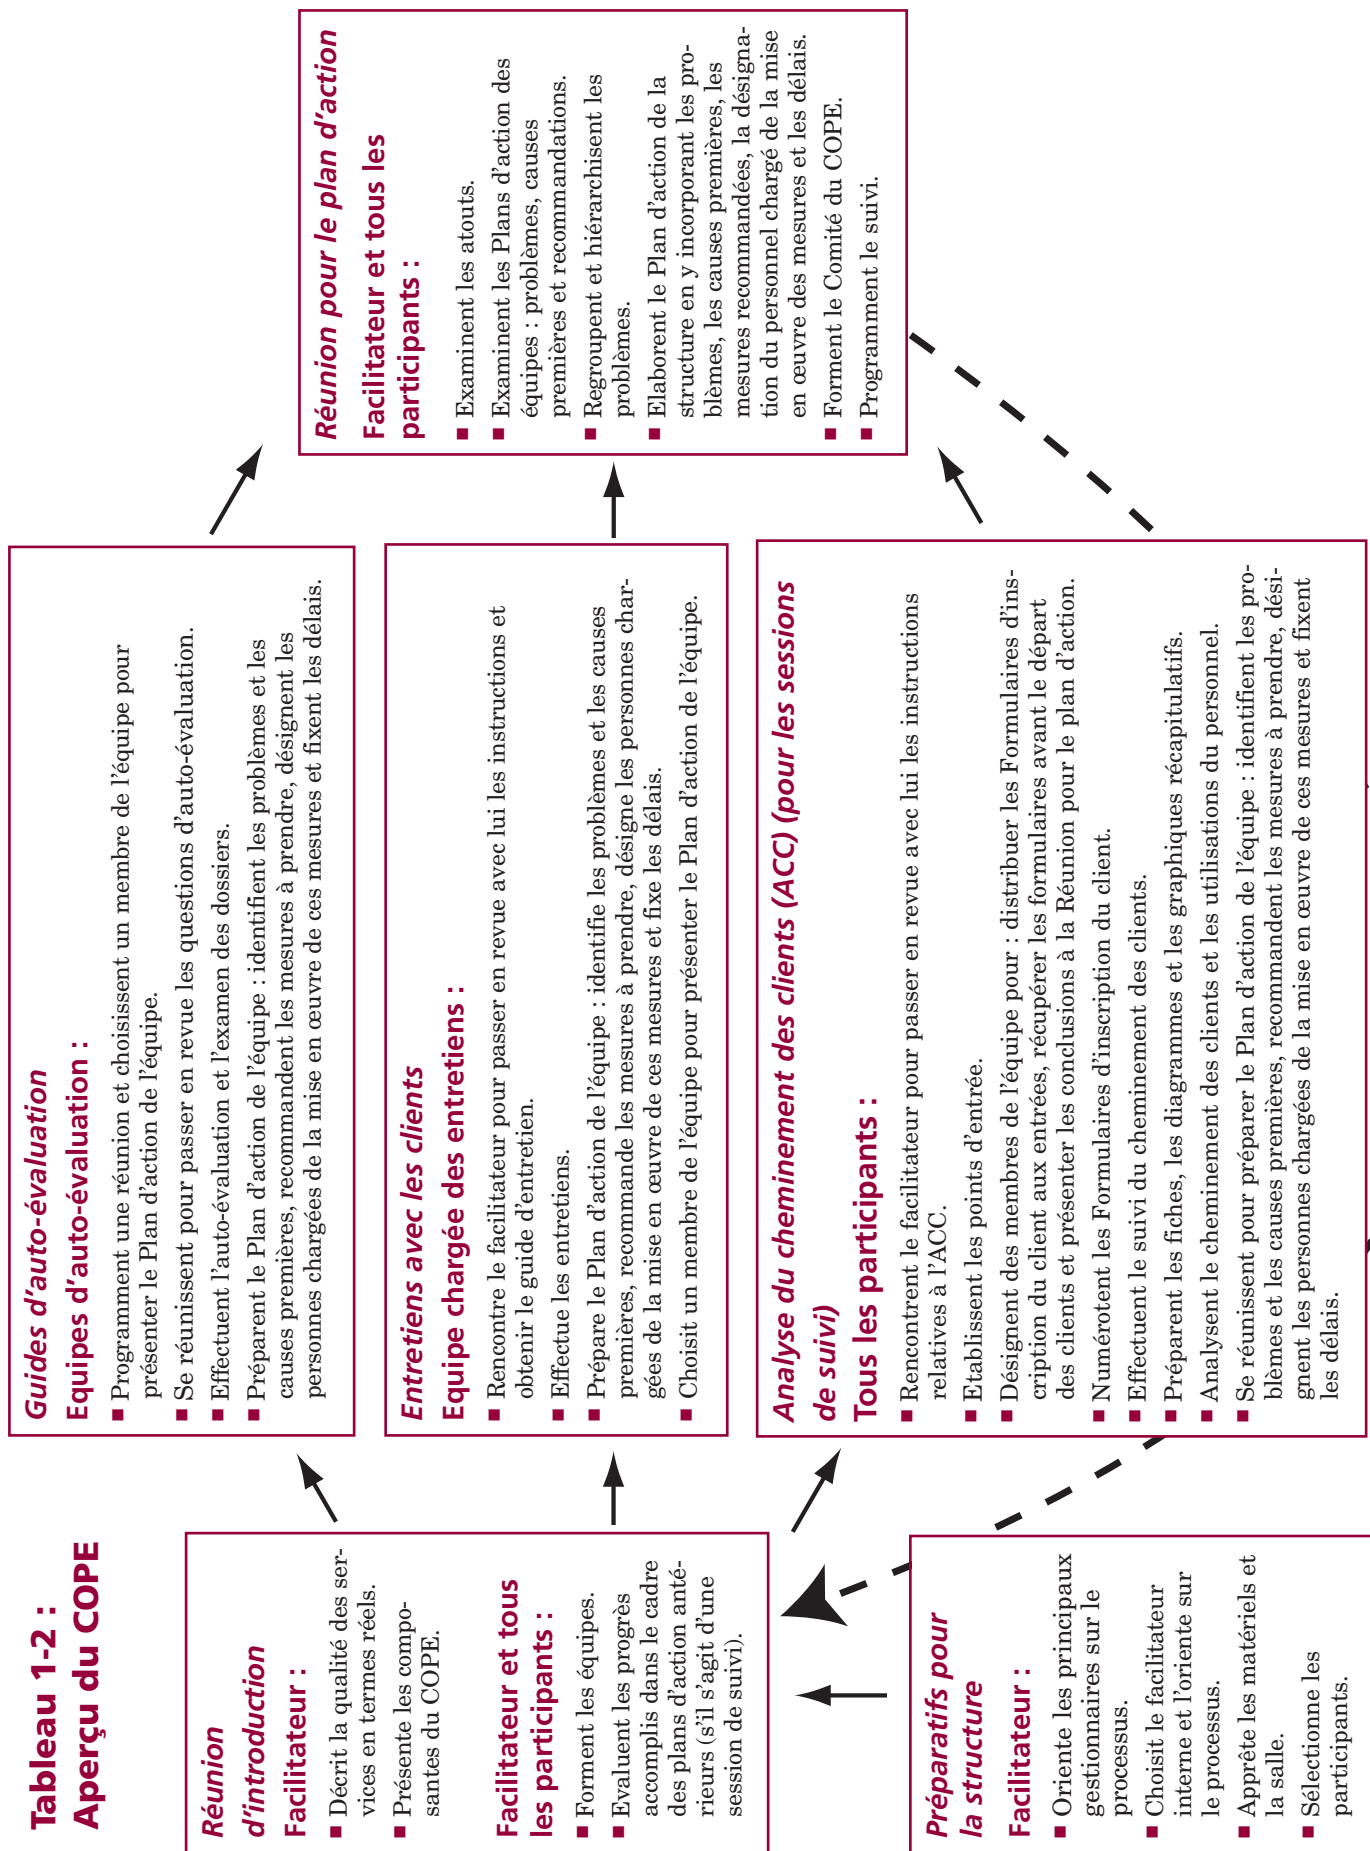 Tableau 1-2 :
Aperçu du COPE
Préparatifs pour
la structure
Facilitateur :
■ Oriente les principaux
gestionnaires sur le
processus.
■ Choisit le facilitateur
interne et l'oriente sur
le processus.
■ Apprête les matériels et
la salle.
■ Sélectionne les
participants.
Réunion
d'introduction
Facilitateur :
■ Décrit la qualité des ser-
vices en termes réels.
■ Présente les compo-
santes du COPE.
Facilitateur et tous
les participants :
■ Forment les équipes.
■ Evaluent les progrès
accomplis dans le cadre
des plans d'action anté-
rieurs (s'il s'agit d'une
session de suivi).
Guides d'auto-évaluation
Equipes d'auto-évaluation :
■ Programment une réunion et choisissent un membre de l'équipe pour
présenter le Plan d'action de l'équipe.
■ Se réunissent pour passer en revue les questions d'auto-évaluation.
■ Effectuent l'auto-évaluation et l'examen des dossiers.
■ Préparent le Plan d'action de l'équipe : identifient les problèmes et les
causes premières, recommandent les mesures à prendre, désignent les
personnes chargées de la mise en œuvre de ces mesures et fixent les délais.
Entretiens avec les clients
Equipe chargée des entretiens :
■ Rencontre le facilitateur pour passer en revue avec lui les instructions et
obtenir le guide d'entretien.
■ Effectue les entretiens.
■ Prépare le Plan d'action de l'équipe : identifie les problèmes et les causes
premières, recommande les mesures à prendre, désigne les personnes char-
gées de la mise en œuvre de ces mesures et fixe les délais.
■ Choisit un membre de l'équipe pour présenter le Plan d'action de l'équipe.
Analyse du cheminement des clients (ACC) (pour les sessions
de suivi)
Tous les participants :
■ Rencontrent le facilitateur pour passer en revue avec lui les instructions
relatives à l'ACC.
■ Etablissent les points d'entrée.
■ Désignent des membres de l'équipe pour : distribuer les Formulaires d'ins-
cription du client aux entrées, récupérer les formulaires avant le départ
des clients et présenter les conclusions à la Réunion pour le plan d'action.
■ Numérotent les Formulaires d'inscription du client.
■ Effectuent le suivi du cheminement des clients.
■ Préparent les fiches, les diagrammes et les graphiques récapitulatifs.
■ Analysent le cheminement des clients et les utilisations du personnel.
■ Se réunissent pour préparer le Plan d'action de l'équipe : identifient les pro-
blèmes et les causes premières, recommandent les mesures à prendre, dési-
gnent les personnes chargées de la mise en œuvre de ces mesures et fixent
les délais.
Réunion pour le plan d'action
Facilitateur et tous les
participants :
■ Examinent les atouts.
■ Examinent les Plans d'action des
équipes : problèmes, causes
premières et recommandations.
■ Regroupent et hiérarchisent les
problèmes.
■ Elaborent le Plan d'action de la
structure en y incorporant les pro-
blèmes, les causes premières, les
mesures recommandées, la désigna-
tion du personnel chargé de la mise
en œuvre des mesures et les délais.
■ Forment le Comité du COPE.
■ Programment le suivi.